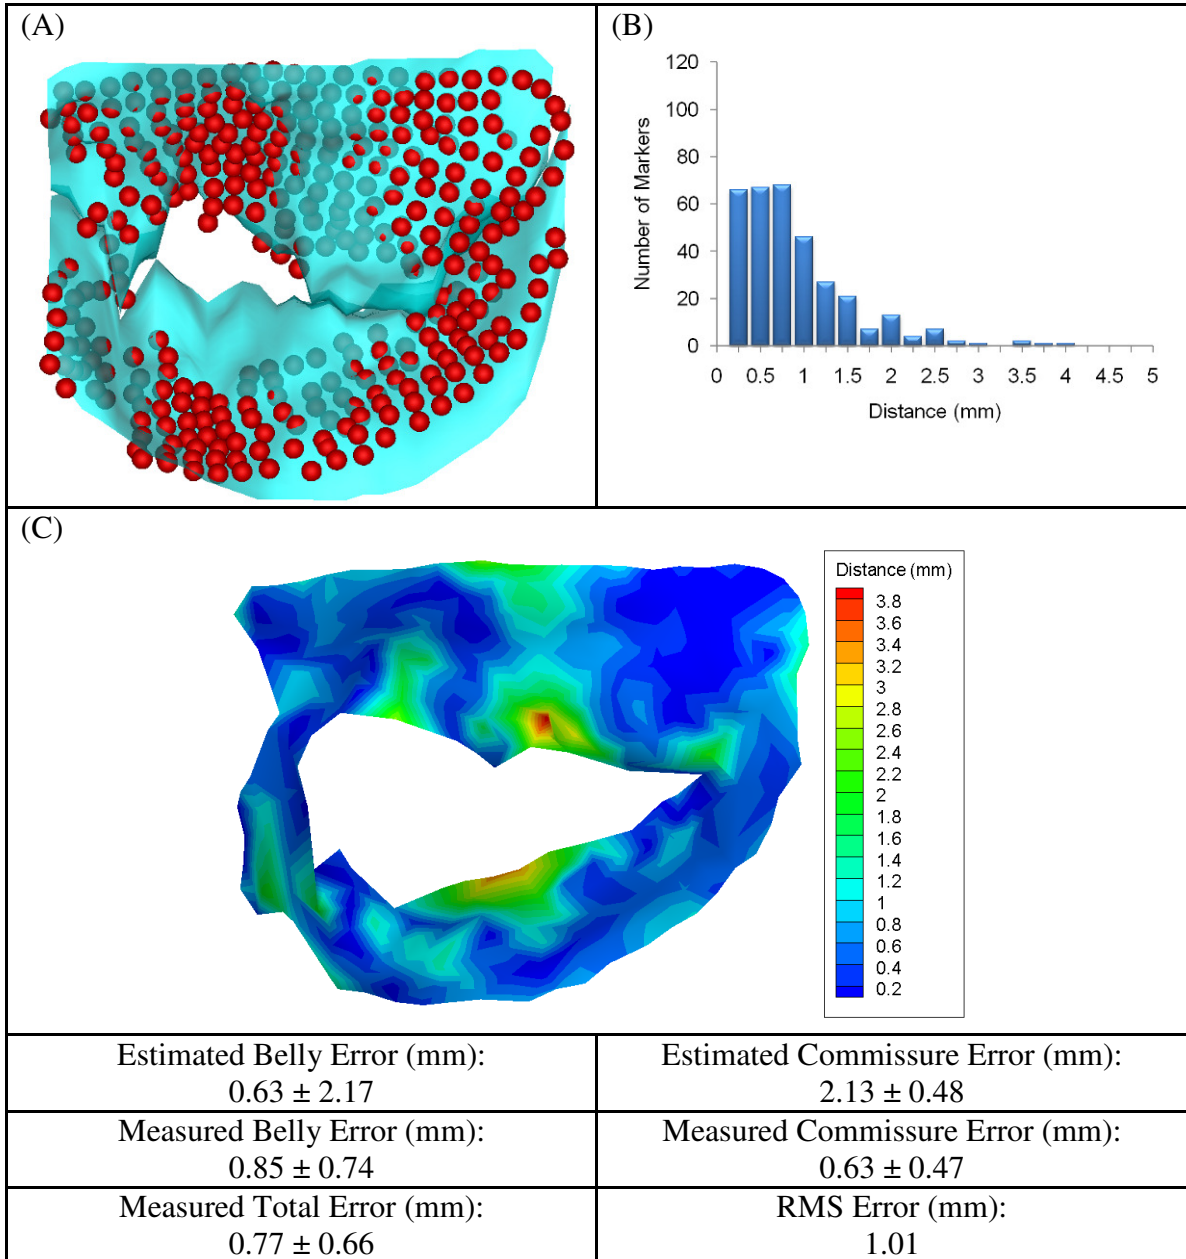 (A)
(B)
120
100
80
60
40
20
0
Number of Markers
0 0.5 1 1.5 2 2.5 3 3.5 4 4.5 5
Distance (mm)
(C)
Distance (mm)
3.8
3.6
3.4
3.2
3
2.8
2.6
2.4
2.2
2
1.8
1.6
1.4
1.2
1
0.8
0.6
0.4
0.2
Estimated Belly Error (mm):
0.63 ± 2.17
Estimated Commissure Error (mm):
2.13 ± 0.48
Measured Belly Error (mm):
0.85 ± 0.74
Measured Commissure Error (mm):
0.63 ± 0.47
Measured Total Error (mm):
0.77 ± 0.66
RMS Error (mm):
1.01